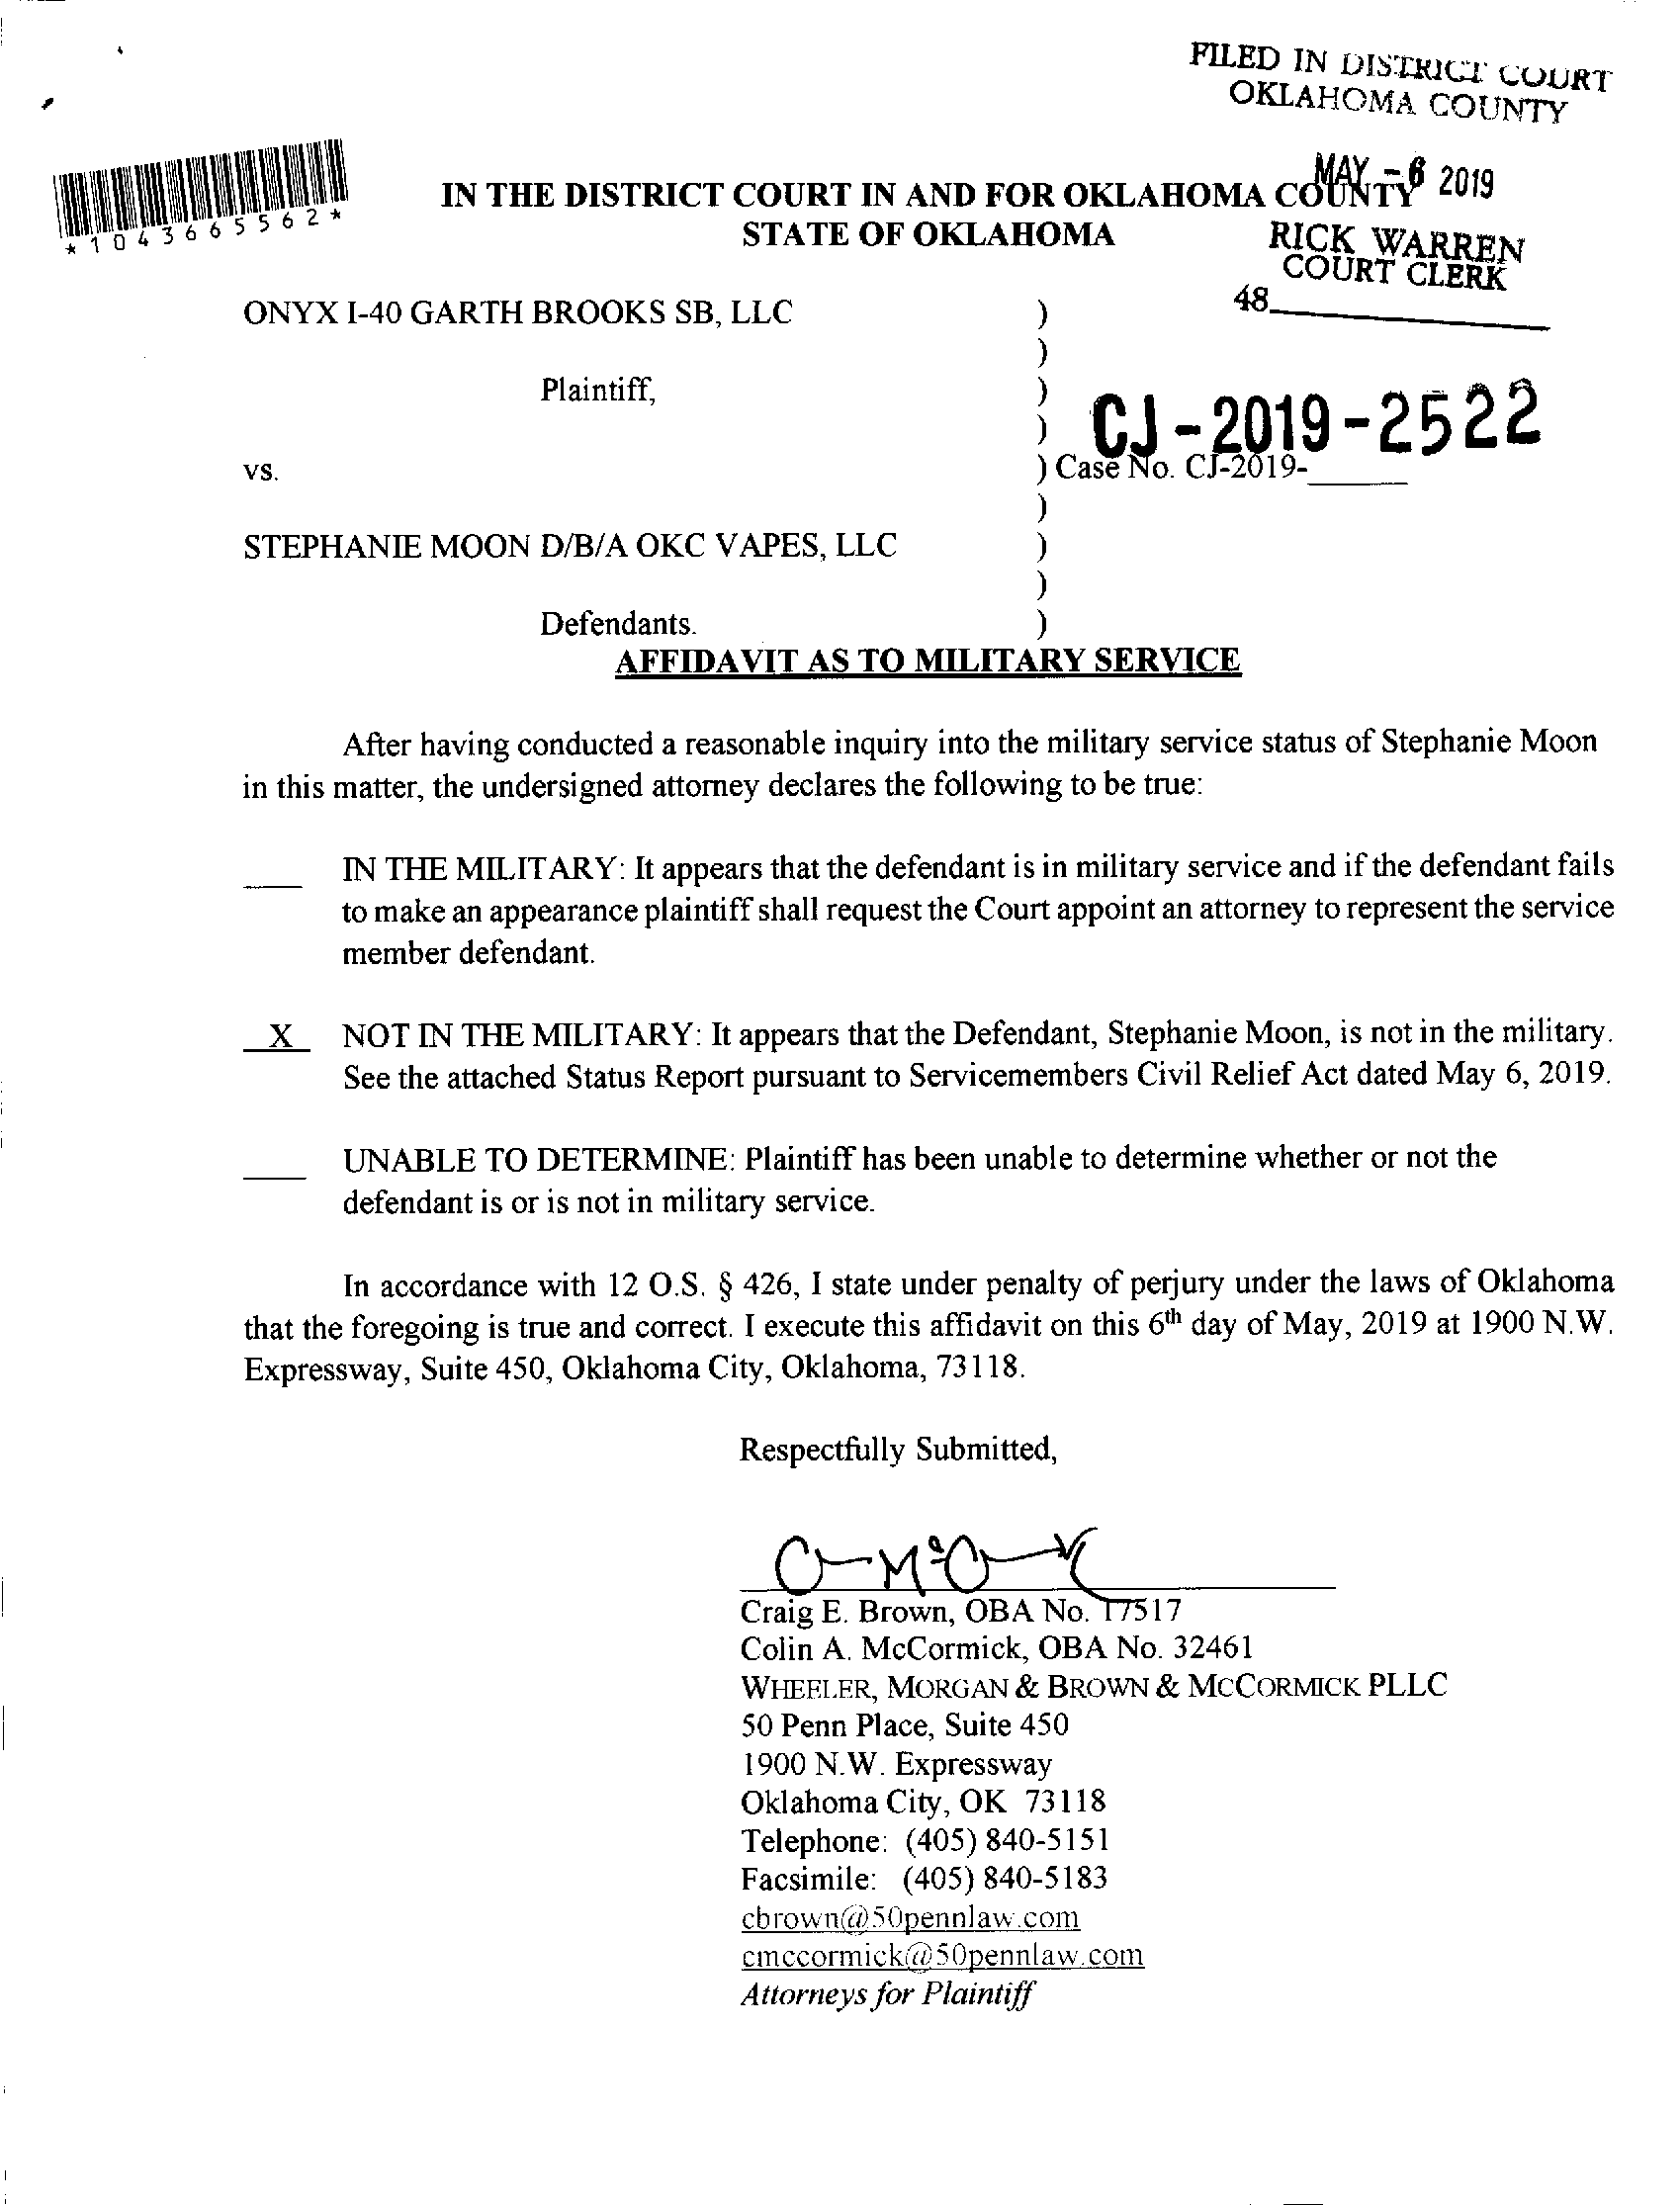 FILED IN DISTRICT COURT
OKLAHOMA COUNTY
MAY -6 2019
*1043665562*
IN THE DISTRICT COURT IN AND FOR OKLAHOMA COUNTY
STATE OF OKLAHOMA
RICK WARREN
COURT CLERK
48
ONYX I-40 GARTH BROOKS SB, LLC )
)
Plaintiff, )
) CJ-2019-2522
vs. ) Case No. CJ-2019-______
)
STEPHANIE MOON D/B/A OKC VAPES, LLC )
)
Defendants. )
AFFIDAVIT AS TO MILITARY SERVICE
After having conducted a reasonable inquiry into the military service status of Stephanie Moon
in this matter, the undersigned attorney declares the following to be true:
____ IN THE MILITARY: It appears that the defendant is in military service and if the defendant fails
to make an appearance plaintiff shall request the Court appoint an attorney to represent the service
member defendant.
__X__ NOT IN THE MILITARY: It appears that the Defendant, Stephanie Moon, is not in the military.
See the attached Status Report pursuant to Servicemembers Civil Relief Act dated May 6, 2019.
____ UNABLE TO DETERMINE: Plaintiff has been unable to determine whether or not the
defendant is or is not in military service.
In accordance with 12 O.S. § 426, I state under penalty of perjury under the laws of Oklahoma
that the foregoing is true and correct. I execute this affidavit on this 6th day of May, 2019 at 1900 N.W.
Expressway, Suite 450, Oklahoma City, Oklahoma, 73118.
Respectfully Submitted,
Craig E. Brown, OBA No. 17517
Colin A. McCormick, OBA No. 32461
WHEELER, MORGAN & BROWN & MCCORMICK PLLC
50 Penn Place, Suite 450
1900 N.W. Expressway
Oklahoma City, OK 73118
Telephone: (405) 840-5151
Facsimile: (405) 840-5183
cbrown@50pennlaw.com
cmccormick@50pennlaw.com
Attorneys for Plaintiff